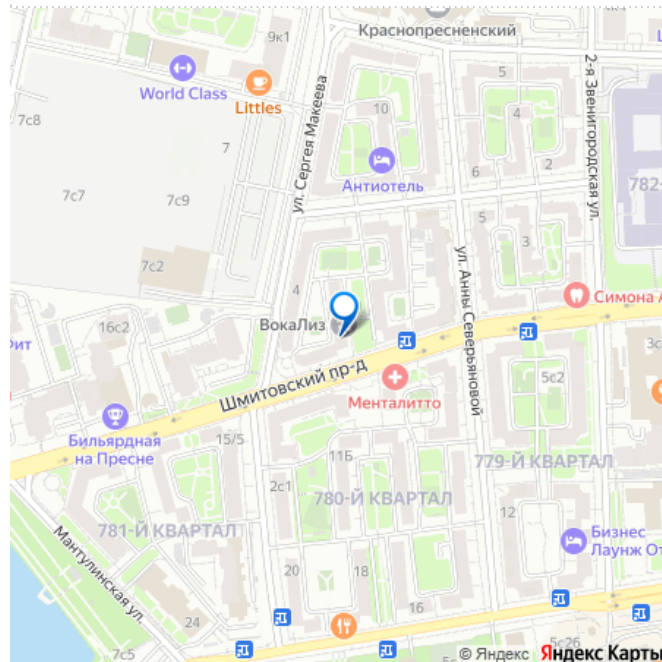 9к1
Краснопресненский
World Class
Littles
7с8
ул. Сергея Макеева
10
5
4
2-я Звенигородская ул.
7
Антиотель
6
2
782-
7с7
7с9
5
3
ул. Анны Северьяновой
7с2
4
Симона А
16с2
ВокаЛиз
Фит
Шмитовский пр-д
3с
Менталитто
5с2
Бильярдная
на Пресне
15/5
11Б
779-Й КВАРТАЛ
2с1
780-Й КВАРТАЛ
781-Й КВАРТАЛ
12
Бизнес
Лаунж От
Мантулинская ул.
20
18
24
16
7с5
5с26
© Яндекс Яндекс Карты